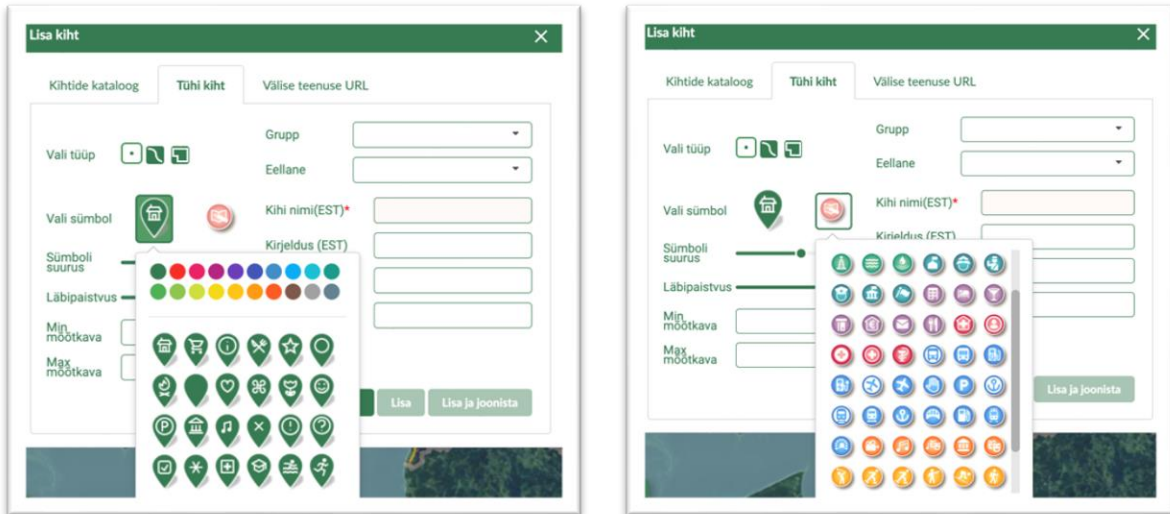 Lisa kiht
Kihtide kataloog Tühi kiht Välise teenuse URL
Vali tüüp
Grupp
Eellane
Vali sümbol
Kihi nimi(EST)*
Kirjeldus (EST)
Sümboli
suurus
Läbipaistvus
Min
mõõtkava
Max
mõõtkava
Lisa Lisa ja joonista
Lisa kiht
Kihtide kataloog Tühi kiht Välise teenuse URL
Vali tüüp
Grupp
Eellane
Vali sümbol
Kihi nimi(EST)*
Kirjeldus (EST)
Sümboli
suurus
Läbipaistvus
Min
mõõtkava
Max
mõõtkava
Lisa ja joonista